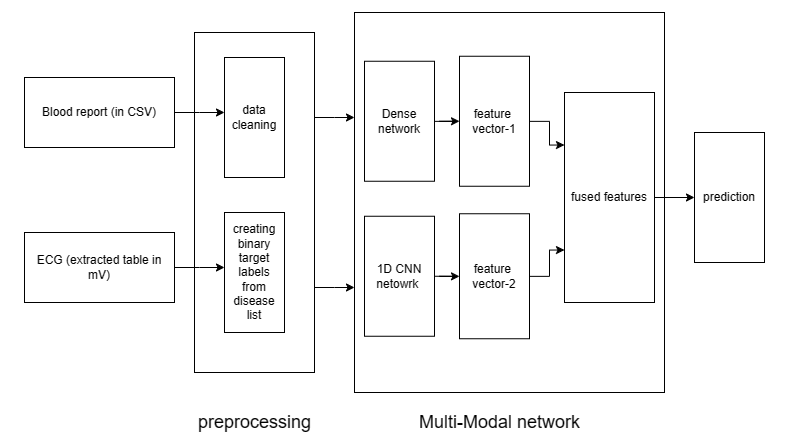 Blood report (in CSV)
data
cleaning
Dense
network
feature
vector-1
fused features
prediction
ECG (extracted table in
mV)
creating
binary
target
labels
from
disease
list
1D CNN
netowrk
feature
vector-2
preprocessing
Multi-Modal network